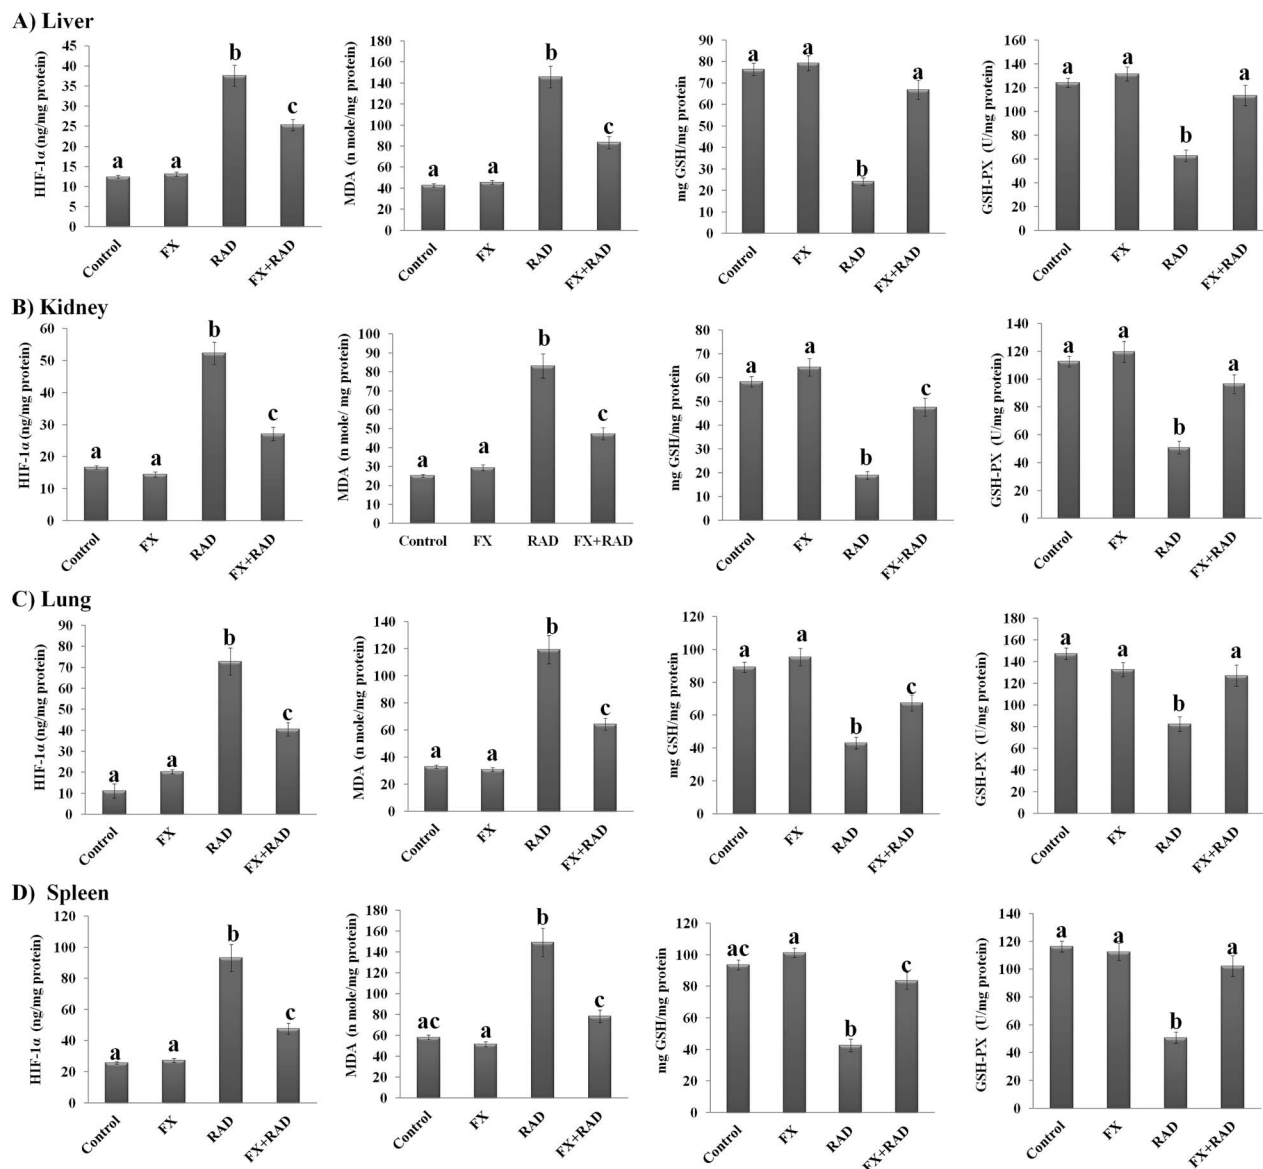 A) Liver
HIF-1α (ng/mg protein)
45
40
35
30
25
20
15
10
5
0
a
a
b
c
Control
FX
RAD
FX+RAD
MDA (n mole/mg protein)
180
160
140
120
100
80
60
40
20
0
a
a
b
c
Control
FX
RAD
FX+RAD
mg GSH/mg protein
90
80
70
60
50
40
30
20
10
0
a
a
b
a
Control
FX
RAD
FX+RAD
GSH-PX (U/mg protein)
160
140
120
100
80
60
40
20
0
a
a
b
a
Control
FX
RAD
FX+RAD
B) Kidney
HIF-1α (ng/mg protein)
60
50
40
30
20
10
0
a
a
b
c
Control
FX
RAD
FX+RAD
MDA (n mole/ mg protein)
100
90
80
70
60
50
40
30
20
10
0
a
a
b
c
Control
FX
RAD
FX+RAD
mg GSH/mg protein
80
70
60
50
40
30
20
10
0
a
a
b
c
Control
FX
RAD
FX+RAD
GSH-PX (U/mg protein)
140
120
100
80
60
40
20
0
a
a
b
a
Control
FX
RAD
FX+RAD
C) Lung
HIF-1α (ng/mg protein)
90
80
70
60
50
40
30
20
10
0
a
a
b
c
Control
FX
RAD
FX+RAD
MDA (n mole/mg protein)
140
120
100
80
60
40
20
0
a
a
b
c
Control
FX
RAD
FX+RAD
mg GSH/mg protein
120
100
80
60
40
20
0
a
a
b
c
Control
FX
RAD
FX+RAD
GSH-PX (U/mg protein)
180
160
140
120
100
80
60
40
20
0
a
a
b
a
Control
FX
RAD
FX+RAD
D) Spleen
HIF-1α (ng/mg protein)
120
100
80
60
40
20
0
a
a
b
c
Control
FX
RAD
FX+RAD
MDA (n mole/mg protein)
180
160
140
120
100
80
60
40
20
0
ac
a
b
c
Control
FX
RAD
FX+RAD
mg GSH/mg protein
120
100
80
60
40
20
0
ac
a
b
c
Control
FX
RAD
FX+RAD
GSH-PX (U/mg protein)
140
120
100
80
60
40
20
0
a
a
b
a
Control
FX
RAD
FX+RAD